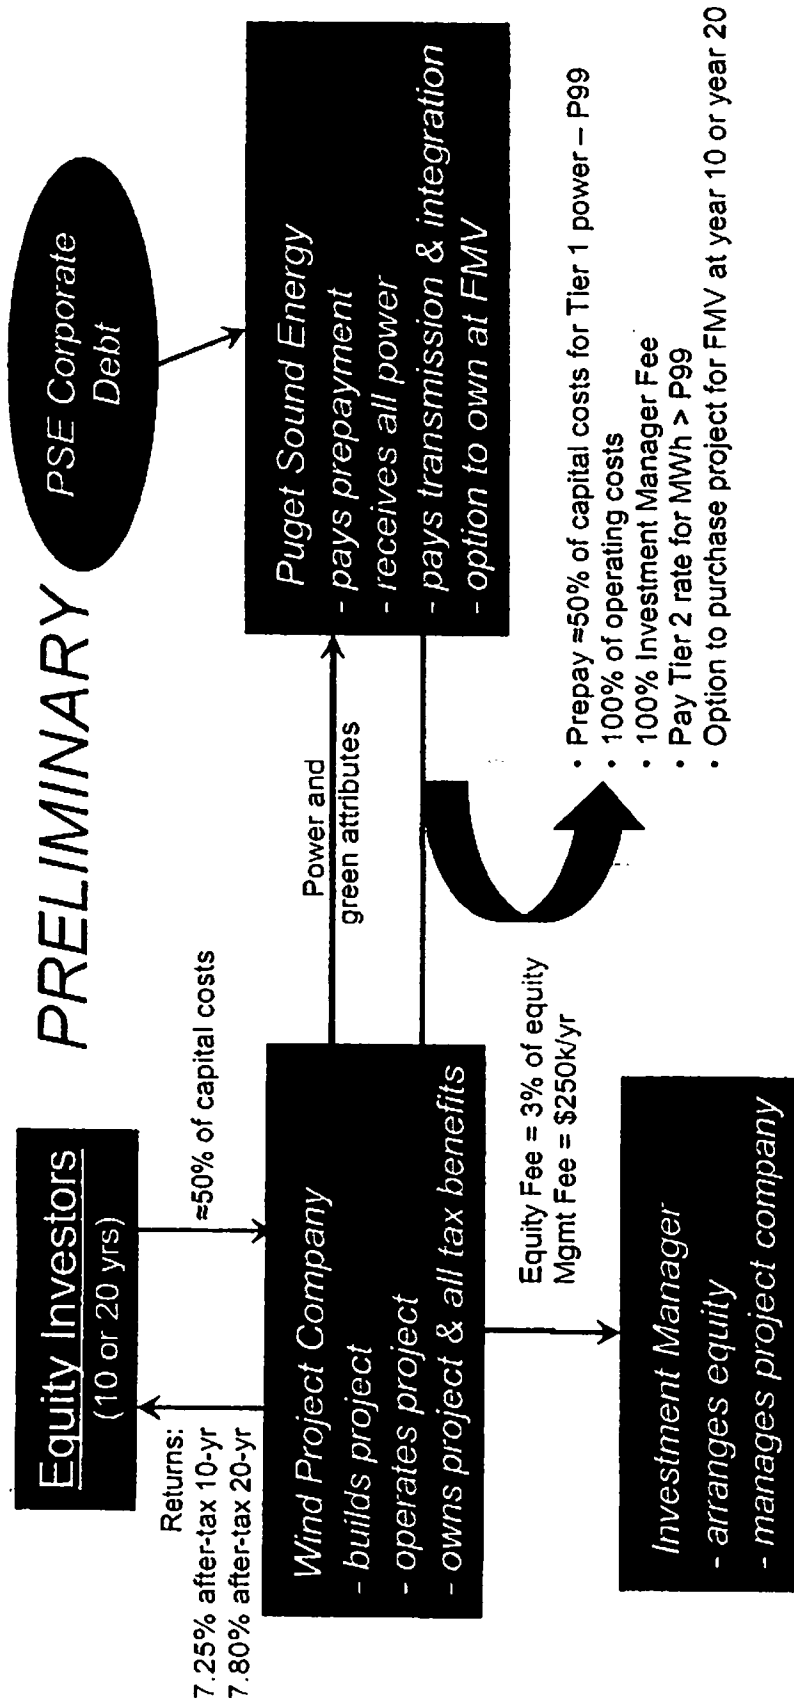 PRELIMINARY
PSE Corporate
Debt
Equity Investors
(10 or 20 yrs)
Returns:
7.25% after-tax 10-yr
7.80% after-tax 20-yr
≈50% of capital costs
Wind Project Company
- builds project
- operates project
- owns project & all tax benefits
Power and
green attributes
Puget Sound Energy
- pays prepayment
- receives all power
- pays transmission & integration
- option to own at FMV
Equity Fee = 3% of equity
Mgmt Fee = $250k/yr
Investment Manager
- arranges equity
- manages project company
• Prepay ≈50% of capital costs for Tier 1 power – P99
• 100% of operating costs
• 100% Investment Manager Fee
• Pay Tier 2 rate for MWh > P99
• Option to purchase project for FMV at year 10 or year 20